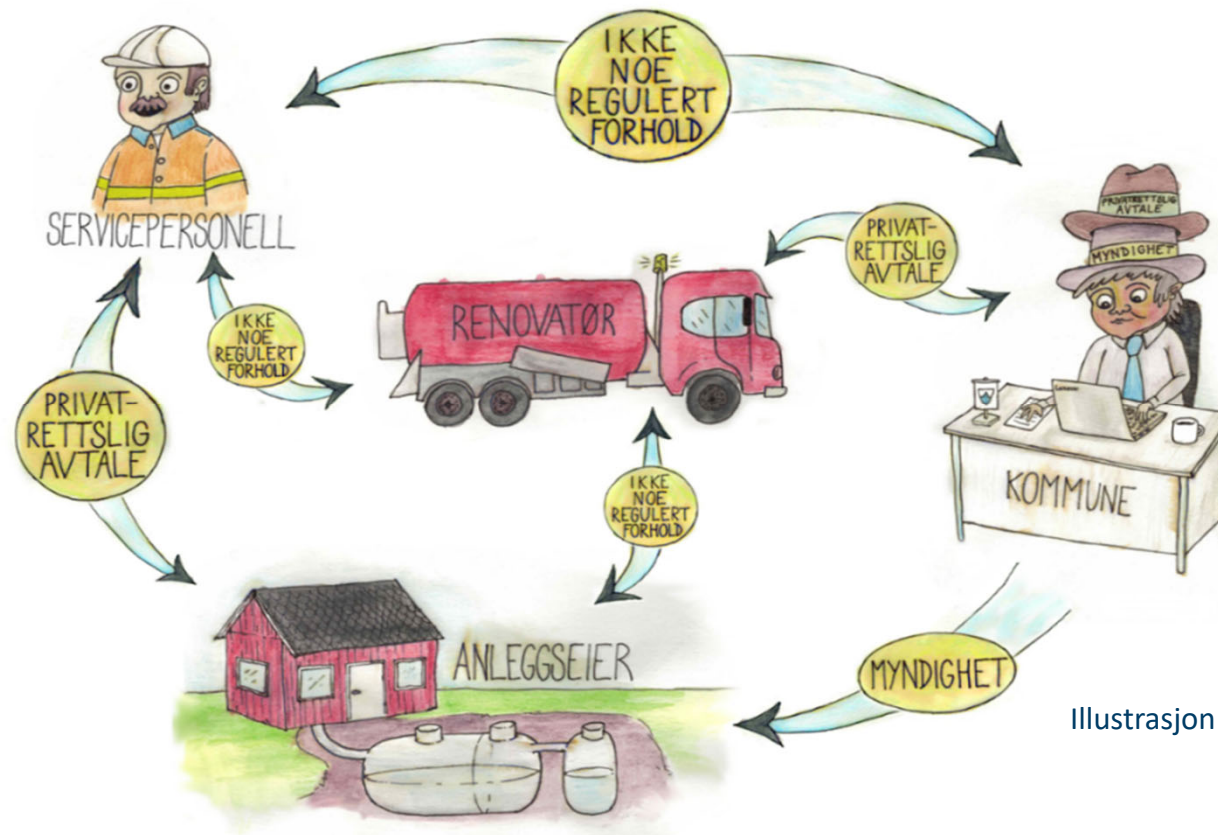 IKKE
NOE
REGULERT
FORHOLD
SERVICEPERSONELL
PRIVATRETTSLIG
AVTALE
MYNDIGHET
PRIVAT-
RETTSLIG
AVTALE
RENOVATØR
IKKE
NOE
REGULERT
FORHOLD
PRIVAT-
RETTSLIG
AVTALE
IKKE
NOE
REGULERT
FORHOLD
KOMMUNE
ANLEGGSEIER
MYNDIGHET
Illustrasjon